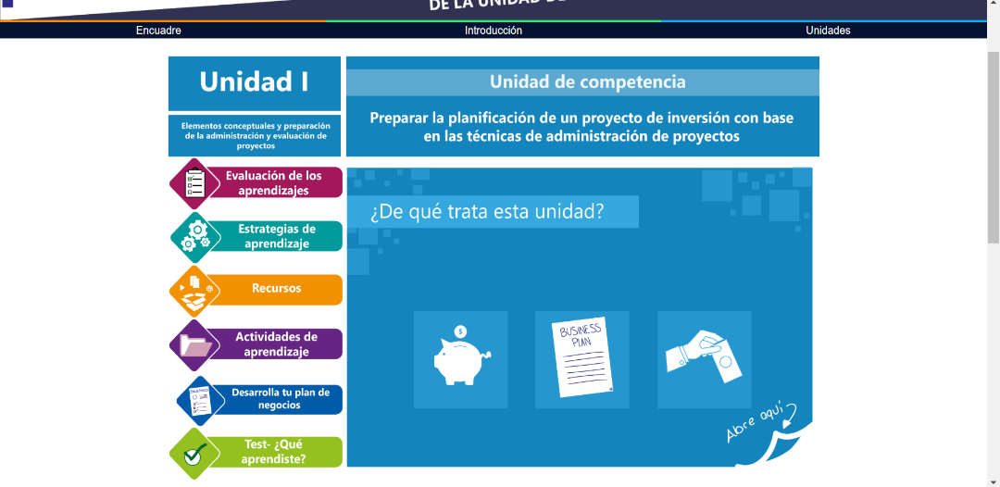 DE LA UNIDAD DE
Encuadre
Introducción
Unidades
Unidad I
Elementos conceptuales y preparación
de la administración y evaluación de
proyectos
Unidad de competencia
Preparar la planificación de un proyecto de inversión con base
en las técnicas de administración de proyectos
Evaluación de los
aprendizajes
Estrategias de
aprendizaje
Recursos
Actividades de
aprendizaje
Desarrolla tu plan de
negocios
Test- ¿Qué
aprendiste?
¿De qué trata esta unidad?
$
BUSINESS
PLAN
Abre aquí